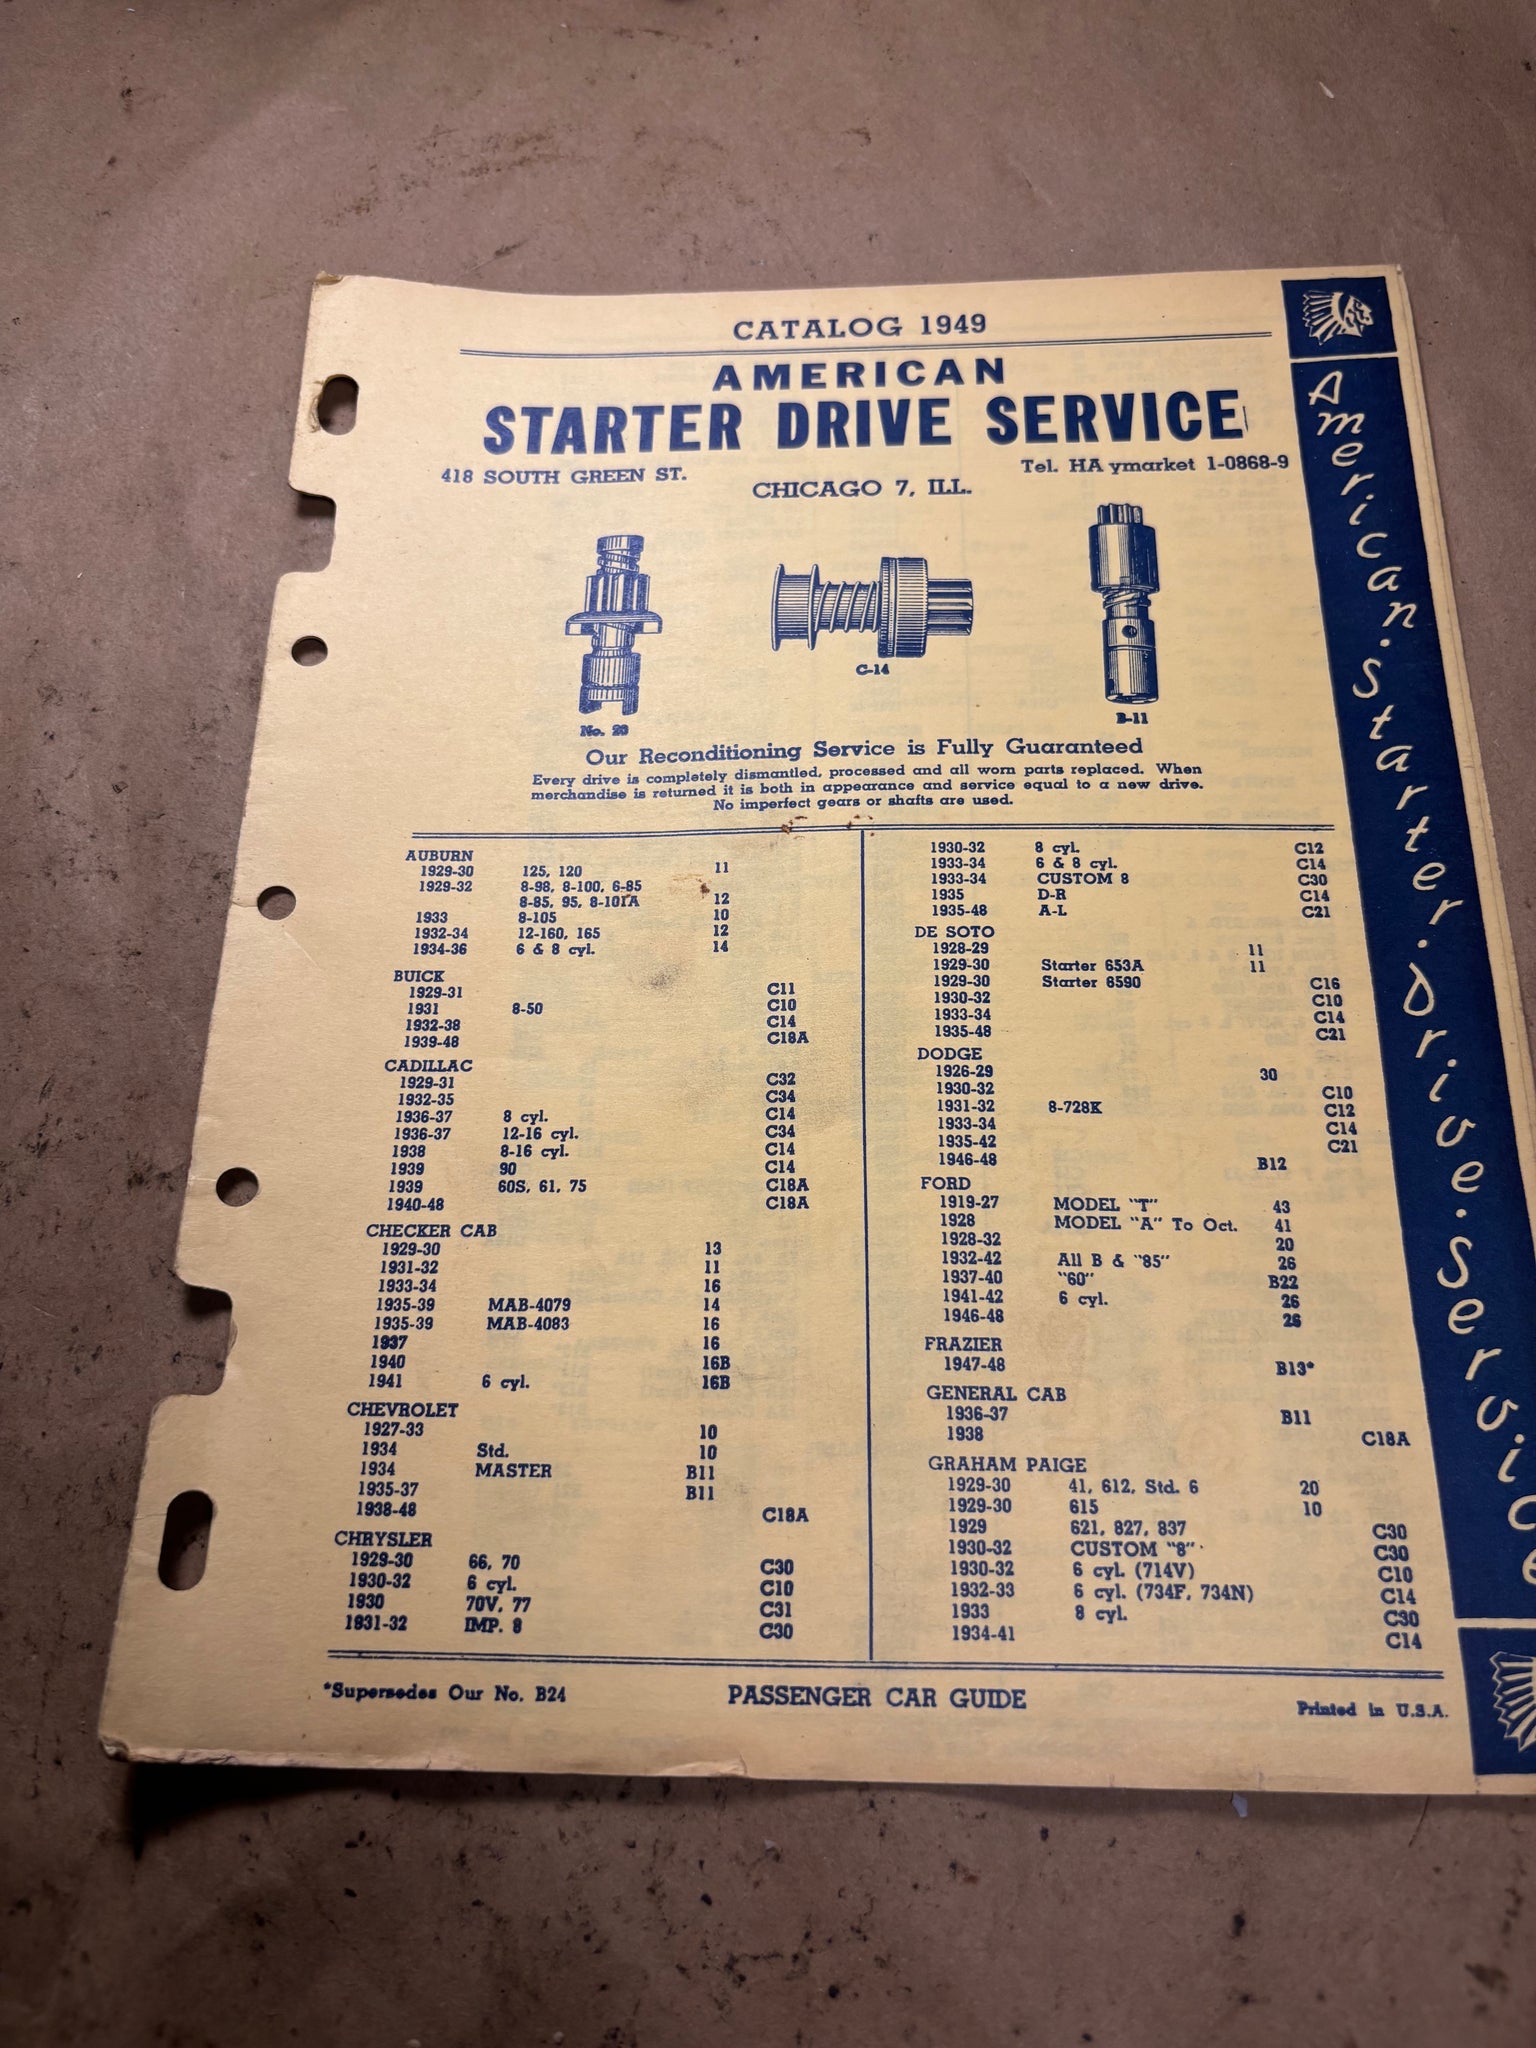 CATALOG 1949
AMERICAN
STARTER DRIVE SERVICE
418 SOUTH GREEN ST.
CHICAGO 7, ILL.
Tel. HA ymarket 1-0868-9
No. 20
C-14
B-11
Our Reconditioning Service is Fully Guaranteed
Every drive is completely dismantled, processed and all worn parts replaced. When
merchandise is returned it is both in appearance and service equal to a new drive.
No imperfect gears or shafts are used.
AUBURN
1929-30 125, 120 11
1929-32 8-98, 8-100, 6-85
8-85, 95, 8-101A 12
1933 8-105 10
1932-34 12-160, 165 12
1934-36 6 & 8 cyl. 14
BUICK
1929-31 C11
1931 8-50 C10
1932-38 C14
1939-48 C18A
CADILLAC
1929-31 C32
1932-35 C34
1936-37 8 cyl. C14
1936-37 12-16 cyl. C34
1938 8-16 cyl. C14
1939 90 C14
1939 60S, 61, 75 C18A
1940-48 C18A
CHECKER CAB
1929-30 13
1931-32 11
1933-34 16
1935-39 MAB-4079 14
1935-39 MAB-4083 16
1937 16
1940 16B
1941 6 cyl. 16B
CHEVROLET
1927-33 10
1934 Std. 10
1934 MASTER B11
1935-37 B11
1938-48 C18A
CHRYSLER
1929-30 66, 70 C30
1930-32 6 cyl. C10
1930 70V, 77 C31
1931-32 IMP. 8 C30
1930-32 8 cyl. C12
1933-34 6 & 8 cyl. C14
1933-34 CUSTOM 8 C30
1935 D-R C14
1935-48 A-L C21
DE SOTO
1928-29 11
1929-30 Starter 653A 11
1929-30 Starter 6590 C16
1930-32 C10
1933-34 C14
1935-48 C21
DODGE
1926-29 30
1930-32 C10
1931-32 8-728K C12
1933-34 C14
1935-42 C21
1946-48 B12
FORD
1919-27 MODEL "T" 43
1928 MODEL "A" To Oct. 41
1928-32 20
1932-42 All B & "85" 26
1937-40 "60" B22
1941-42 6 cyl. 26
1946-48 26
FRAZIER
1947-48 B13*
GENERAL CAB
1936-37 B11
1938 C18A
GRAHAM PAIGE
1929-30 41, 612, Std. 6 20
1929-30 615 10
1929 621, 827, 837 C30
1930-32 CUSTOM "8" C30
1930-32 6 cyl. (714V) C10
1932-33 6 cyl. (734F, 734N) C14
1933 8 cyl. C30
1934-41 C14
*Supersedes Our No. B24
PASSENGER CAR GUIDE
Printed in U.S.A.
American·Starter·Drive·Service